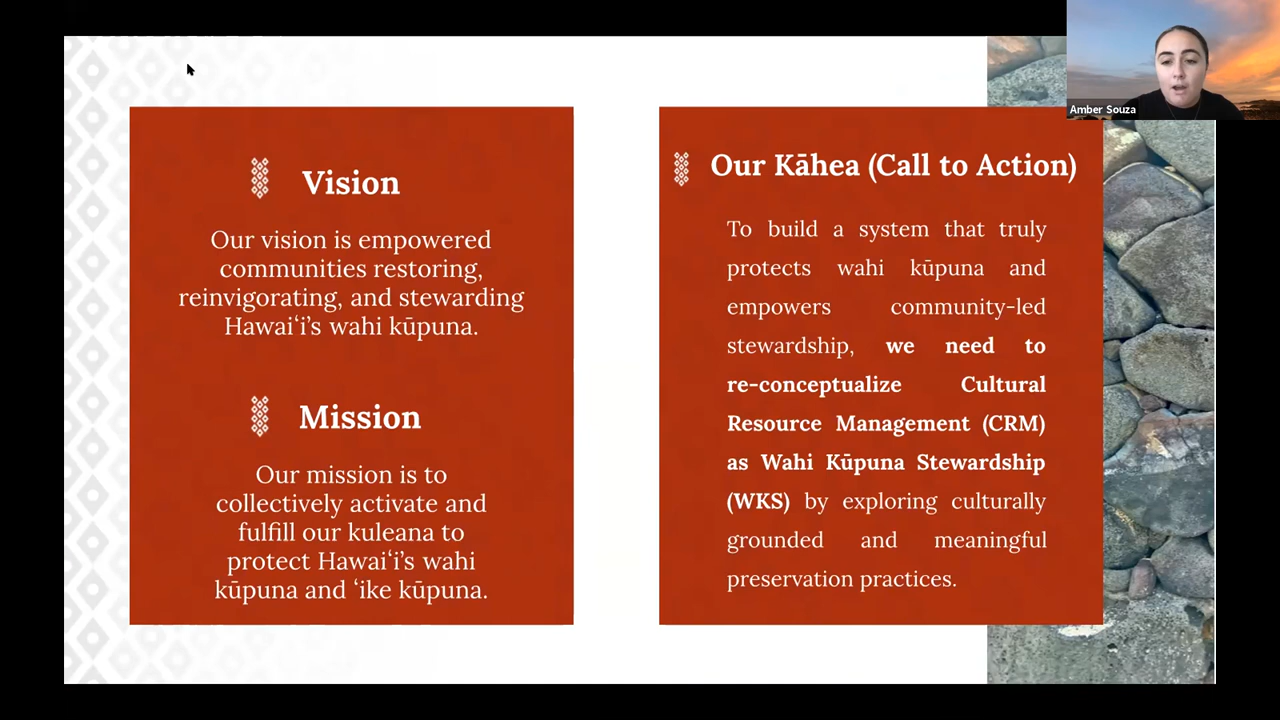 Vision
Our vision is empowered
communities restoring,
reinvigorating, and stewarding
Hawaiʻi’s wahi kūpuna.
Mission
Our mission is to
collectively activate and
fulfill our kuleana to
protect Hawaiʻi’s wahi
kūpuna and ʻike kūpuna.
Our Kāhea (Call to Action)
To build a system that truly
protects wahi kūpuna and
empowers community-led
stewardship, we need to
re-conceptualize Cultural
Resource Management (CRM)
as Wahi Kūpuna Stewardship
(WKS) by exploring culturally
grounded and meaningful
preservation practices.
Amber Souza